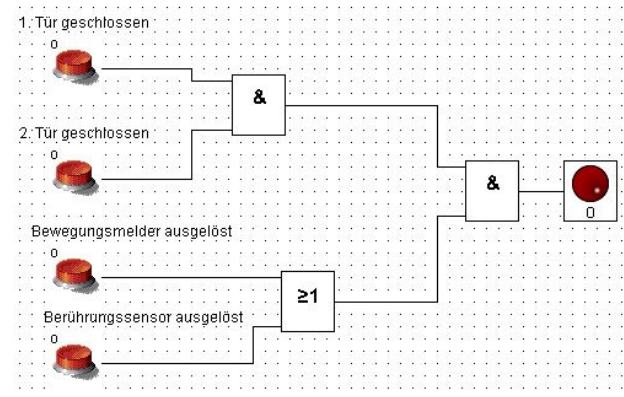 1. Tür geschlossen
0
&
2. Tür geschlossen
0
&
0
Bewegungsmelder ausgelöst
0
≥1
Berührungssensor ausgelöst
0